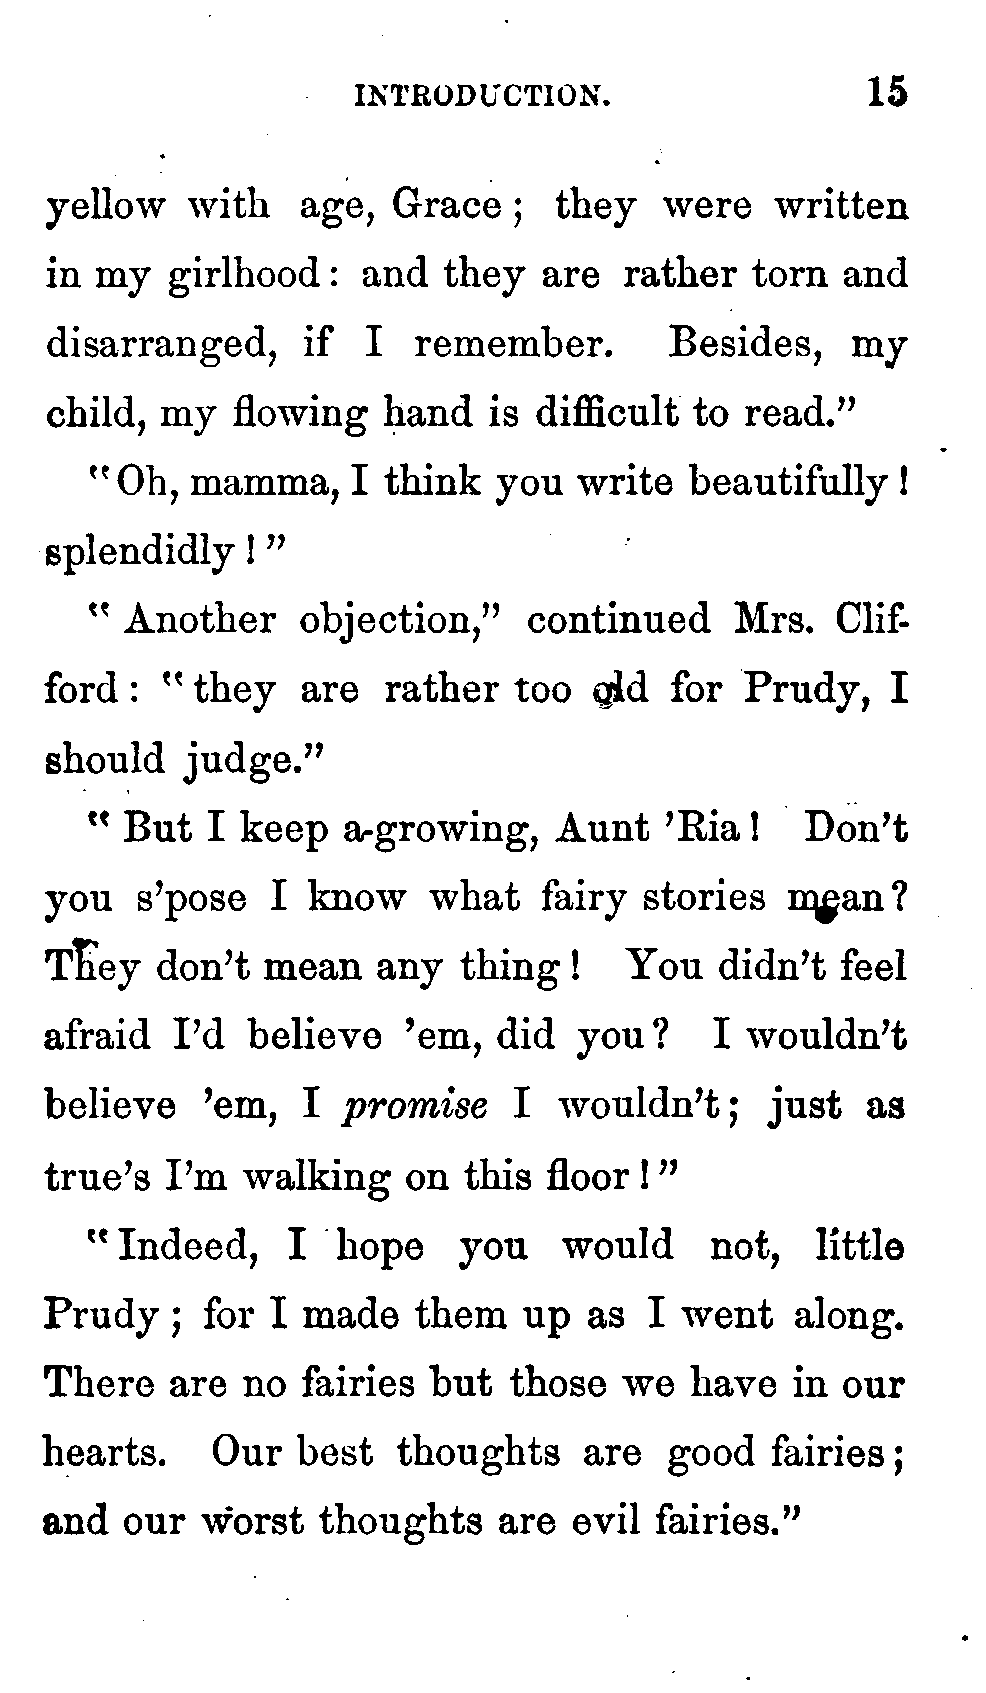 INTRODUCTION. 15
yellow with age, Grace; they were written
in my girlhood: and they are rather torn and
disarranged, if I remember. Besides, my
child, my flowing hand is difficult to read."
"Oh, mamma, I think you write beautifully!
splendidly!"
"Another objection," continued Mrs. Clif-
ford: "they are rather too old for Prudy, I
should judge."
"But I keep a-growing, Aunt 'Ria! Don't
you s'pose I know what fairy stories mean?
They don't mean any thing! You didn't feel
afraid I'd believe 'em, did you? I wouldn't
believe 'em, I promise I wouldn't; just as
true's I'm walking on this floor!"
"Indeed, I hope you would not, little
Prudy; for I made them up as I went along.
There are no fairies but those we have in our
hearts. Our best thoughts are good fairies;
and our worst thoughts are evil fairies."